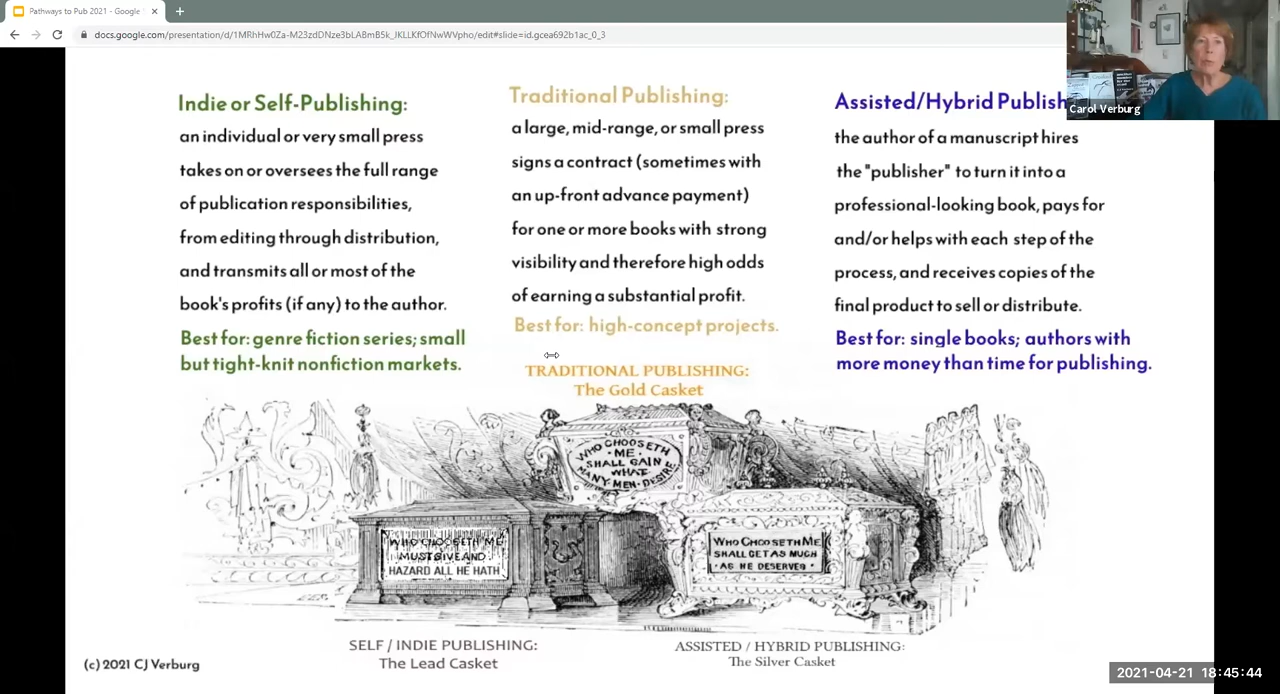 Pathways to Pub 2021 - Google
docs.google.com/presentation/d/1MRhHw0Za-M23zdDNze3bLABmB5k_JKLLKfOfNwWVpho/edit#slide=id.gcea692b1ac_0_3
Carol Verburg
Indie or Self-Publishing:
an individual or very small press
takes on or oversees the full range
of publication responsibilities,
from editing through distribution,
and transmits all or most of the
book's profits (if any) to the author.
Best for: genre fiction series; small
but tight-knit nonfiction markets.
Traditional Publishing:
a large, mid-range, or small press
signs a contract (sometimes with
an up-front advance payment)
for one or more books with strong
visibility and therefore high odds
of earning a substantial profit.
Best for: high-concept projects.
Assisted/Hybrid Publish
the author of a manuscript hires
the "publisher" to turn it into a
professional-looking book, pays for
and/or helps with each step of the
process, and receives copies of the
final product to sell or distribute.
Best for: single books; authors with
more money than time for publishing.
TRADITIONAL PUBLISHING:
The Gold Casket
WHO CHOOSETH
·ME·
SHALL GAIN
WHAT
MANY·MEN·DESIRE
WHO CHOOSETH ME
MUST GIVE AND
HAZARD ALL HE HATH
WHO CHOOSETH ME
SHALL GET AS MUCH
·AS HE DESERVES·
SELF / INDIE PUBLISHING:
The Lead Casket
ASSISTED / HYBRID PUBLISHING:
The Silver Casket
(c) 2021 CJ Verburg
2021-04-21 18:45:44